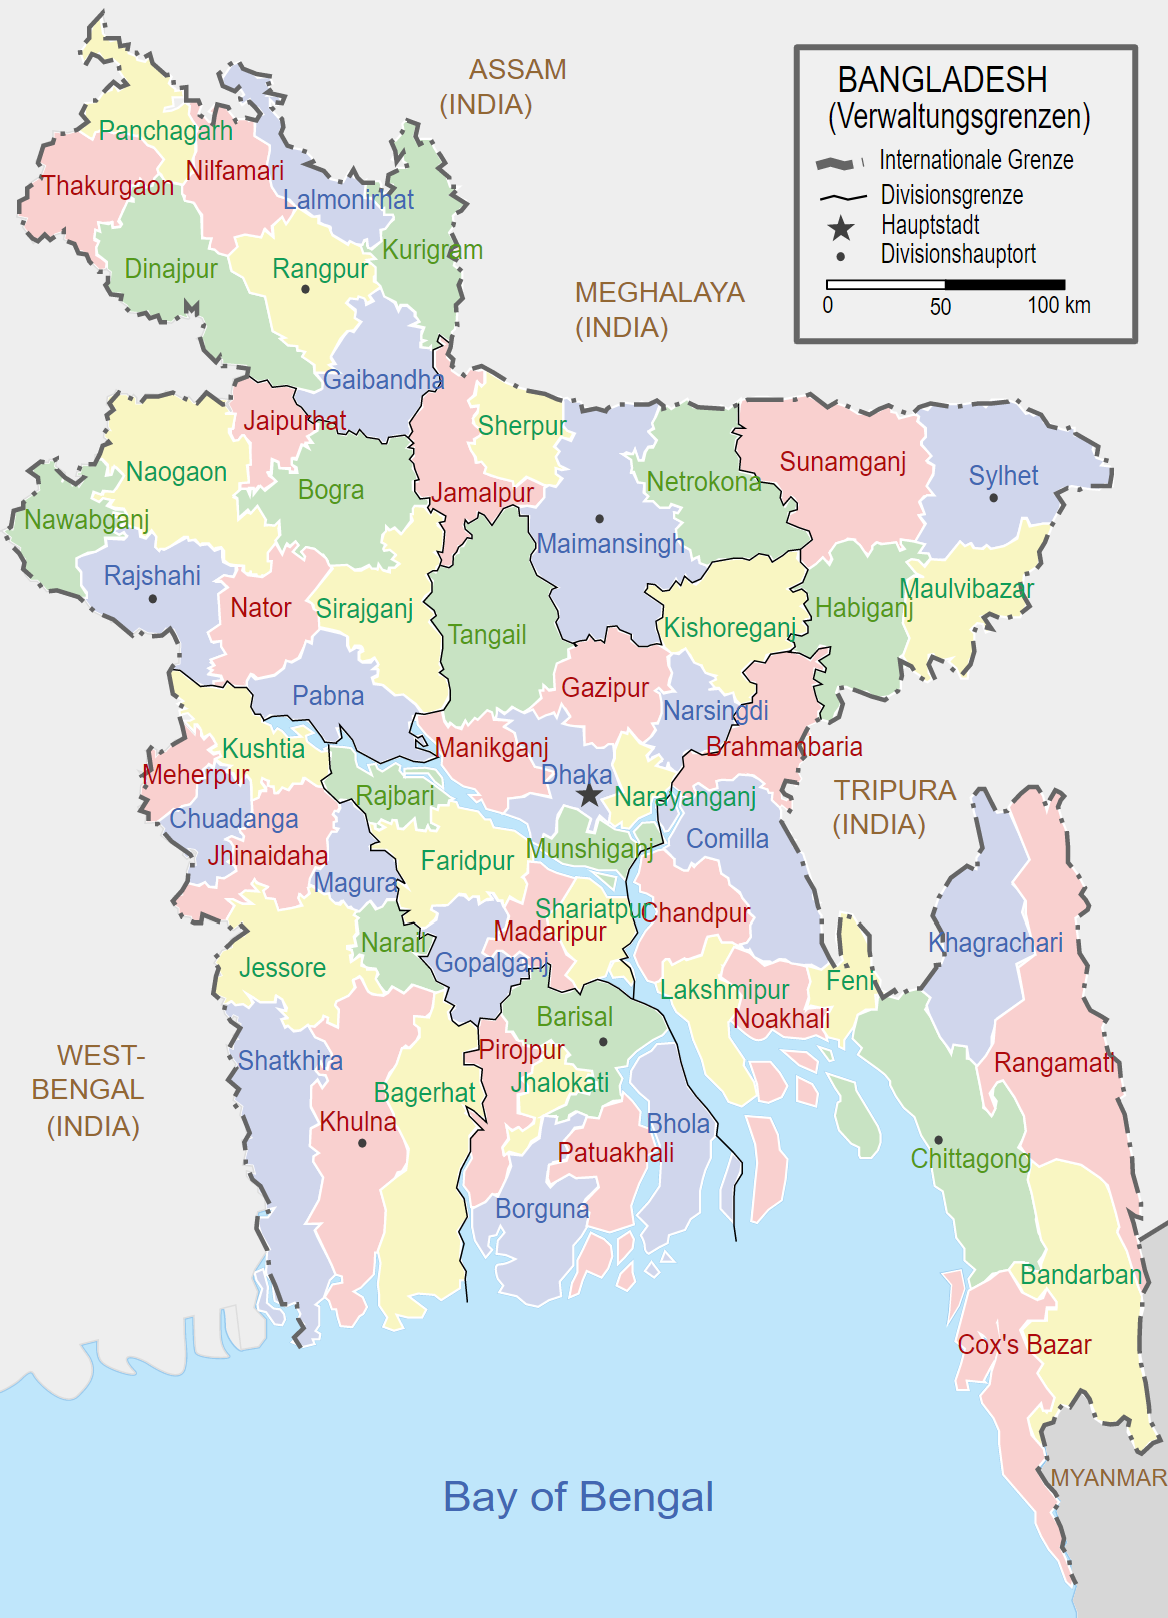 ASSAM
(INDIA)
BANGLADESH
(Verwaltungsgrenzen)
Internationale Grenze
Divisionsgrenze
Hauptstadt
Divisionshauptort
0
50
100 km
Panchagarh
Nilfamari
Thakurgaon
Lalmonirhat
Kurigram
Dinajpur
Rangpur
MEGHALAYA
(INDIA)
Gaibandha
Jaipurhat
Sherpur
Naogaon
Bogra
Jamalpur
Netrokona
Sunamganj
Sylhet
Nawabganj
Maimansingh
Rajshahi
Nator
Sirajganj
Tangail
Kishoreganj
Habiganj
Maulvibazar
Pabna
Gazipur
Narsingdi
Kushtia
Manikganj
Brahmanbaria
Meherpur
Dhaka
Rajbari
Narayanganj
TRIPURA
(INDIA)
Chuadanga
Jhinaidaha
Faridpur
Munshiganj
Comilla
Magura
Shariatpur
Chandpur
Narail
Madaripur
Khagrachari
Jessore
Gopalganj
Lakshmipur
Feni
Barisal
Noakhali
WEST-
BENGAL
(INDIA)
Shatkhira
Pirojpur
Rangamati
Bagerhat
Jhalokati
Khulna
Bhola
Patuakhali
Chittagong
Borguna
Bandarban
Cox's Bazar
MYANMAR
Bay of Bengal